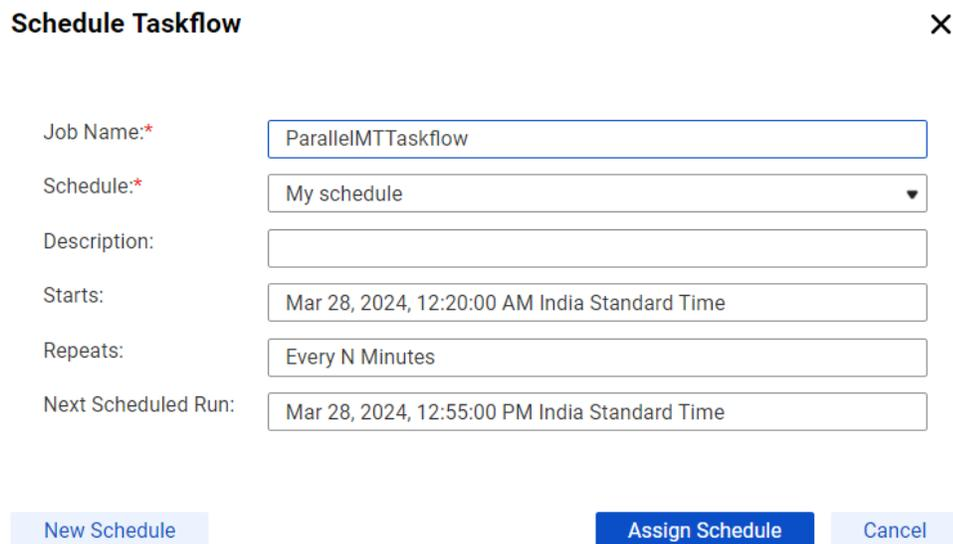 Schedule Taskflow
Job Name:* ParallelMTTaskflow
Schedule:* My schedule
Description:
Starts: Mar 28, 2024, 12:20:00 AM India Standard Time
Repeats: Every N Minutes
Next Scheduled Run: Mar 28, 2024, 12:55:00 PM India Standard Time
New Schedule Assign Schedule Cancel